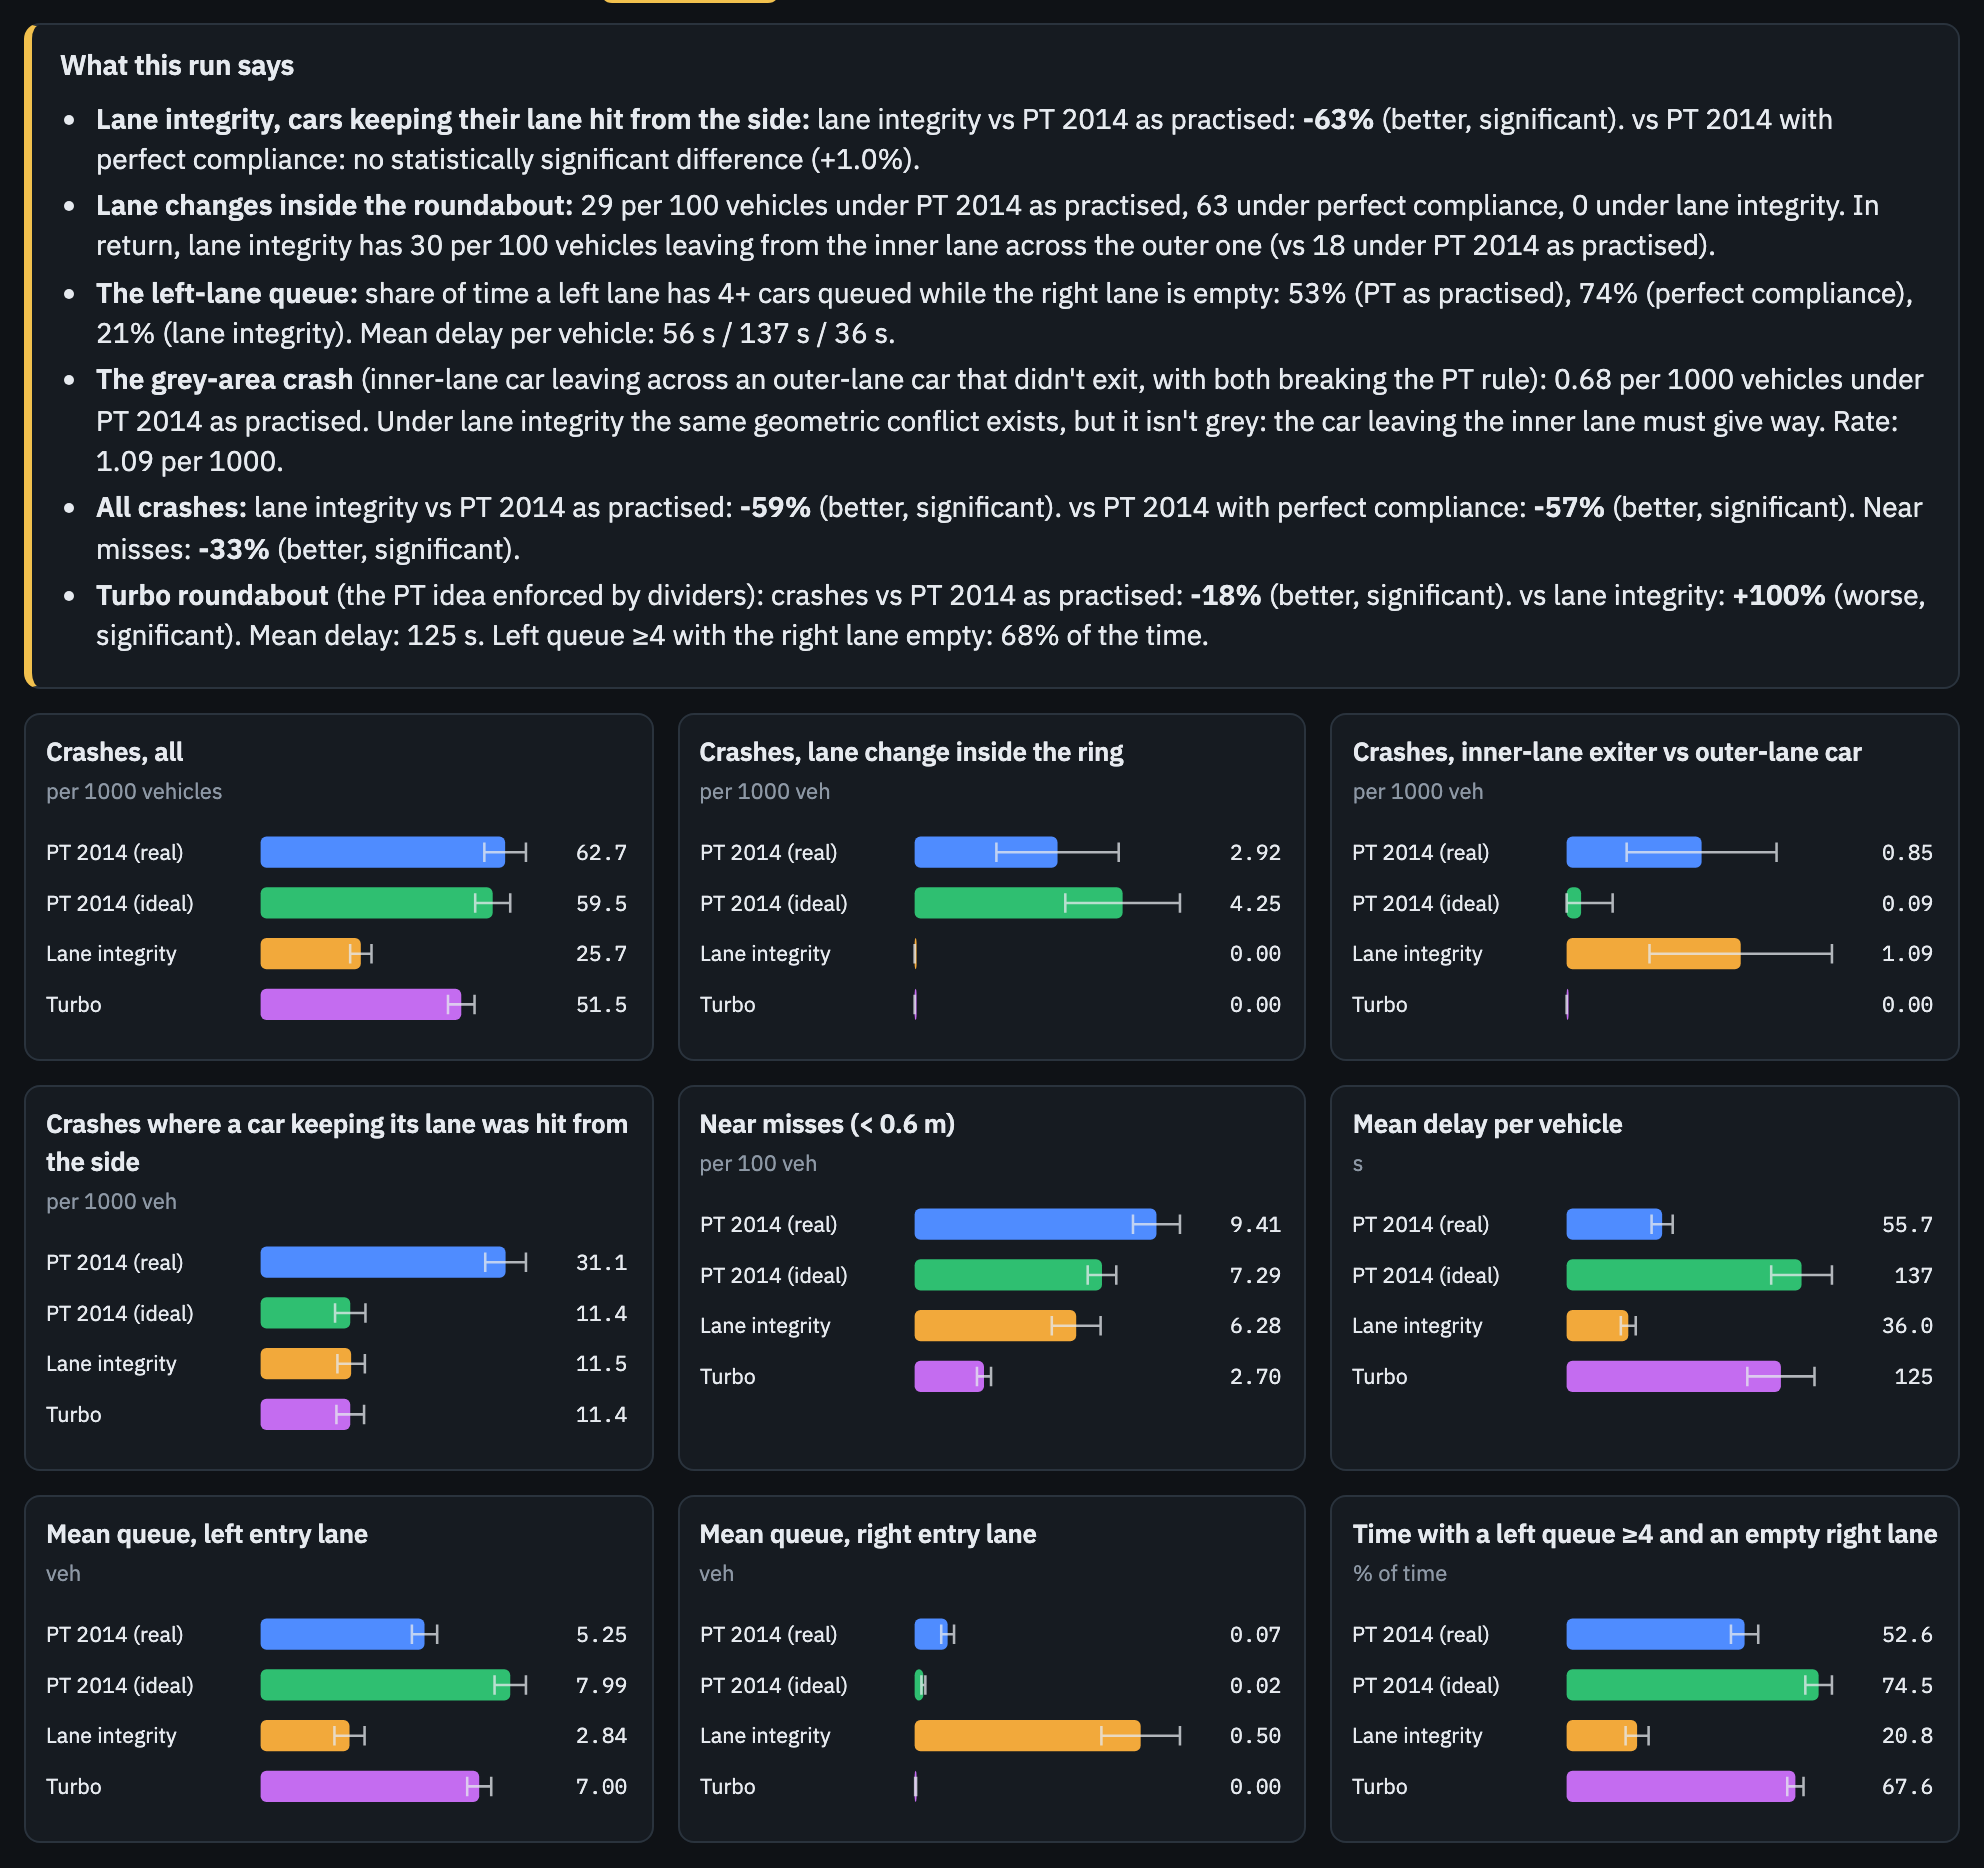 What this run says
• Lane integrity, cars keeping their lane hit from the side: lane integrity vs PT 2014 as practised: -63% (better, significant). vs PT 2014 with
perfect compliance: no statistically significant difference (+1.0%).
• Lane changes inside the roundabout: 29 per 100 vehicles under PT 2014 as practised, 63 under perfect compliance, 0 under lane integrity. In
return, lane integrity has 30 per 100 vehicles leaving from the inner lane across the outer one (vs 18 under PT 2014 as practised).
• The left-lane queue: share of time a left lane has 4+ cars queued while the right lane is empty: 53% (PT as practised), 74% (perfect compliance),
21% (lane integrity). Mean delay per vehicle: 56 s / 137 s / 36 s.
• The grey-area crash (inner-lane car leaving across an outer-lane car that didn't exit, with both breaking the PT rule): 0.68 per 1000 vehicles under
PT 2014 as practised. Under lane integrity the same geometric conflict exists, but it isn't grey: the car leaving the inner lane must give way. Rate:
1.09 per 1000.
• All crashes: lane integrity vs PT 2014 as practised: -59% (better, significant). vs PT 2014 with perfect compliance: -57% (better, significant). Near
misses: -33% (better, significant).
• Turbo roundabout (the PT idea enforced by dividers): crashes vs PT 2014 as practised: -18% (better, significant). vs lane integrity: +100% (worse,
significant). Mean delay: 125 s. Left queue ≥4 with the right lane empty: 68% of the time.
Crashes, all
per 1000 vehicles
PT 2014 (real) 62.7
PT 2014 (ideal) 59.5
Lane integrity 25.7
Turbo 51.5
Crashes, lane change inside the ring
per 1000 veh
PT 2014 (real) 2.92
PT 2014 (ideal) 4.25
Lane integrity 0.00
Turbo 0.00
Crashes, inner-lane exiter vs outer-lane car
per 1000 veh
PT 2014 (real) 0.85
PT 2014 (ideal) 0.09
Lane integrity 1.09
Turbo 0.00
Crashes where a car keeping its lane was hit from
the side
per 1000 veh
PT 2014 (real) 31.1
PT 2014 (ideal) 11.4
Lane integrity 11.5
Turbo 11.4
Near misses (< 0.6 m)
per 100 veh
PT 2014 (real) 9.41
PT 2014 (ideal) 7.29
Lane integrity 6.28
Turbo 2.70
Mean delay per vehicle
s
PT 2014 (real) 55.7
PT 2014 (ideal) 137
Lane integrity 36.0
Turbo 125
Mean queue, left entry lane
veh
PT 2014 (real) 5.25
PT 2014 (ideal) 7.99
Lane integrity 2.84
Turbo 7.00
Mean queue, right entry lane
veh
PT 2014 (real) 0.07
PT 2014 (ideal) 0.02
Lane integrity 0.50
Turbo 0.00
Time with a left queue ≥4 and an empty right lane
% of time
PT 2014 (real) 52.6
PT 2014 (ideal) 74.5
Lane integrity 20.8
Turbo 67.6